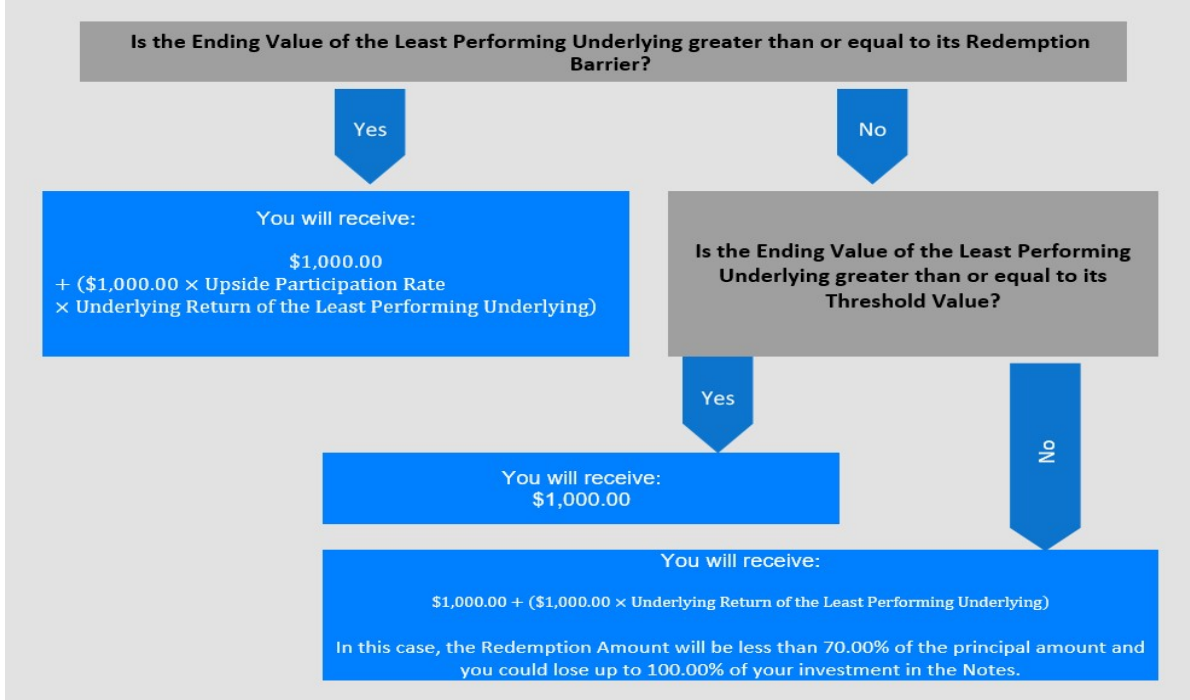 Is the Ending Value of the Least Performing Underlying greater than or equal to its Redemption
Barrier?
Yes
No
You will receive:
$1,000.00
+ ($1,000.00 × Upside Participation Rate
× Underlying Return of the Least Performing Underlying)
Is the Ending Value of the Least Performing
Underlying greater than or equal to its
Threshold Value?
Yes
No
You will receive:
$1,000.00
You will receive:
$1,000.00 + ($1,000.00 × Underlying Return of the Least Performing Underlying)
In this case, the Redemption Amount will be less than 70.00% of the principal amount and
you could lose up to 100.00% of your investment in the Notes.